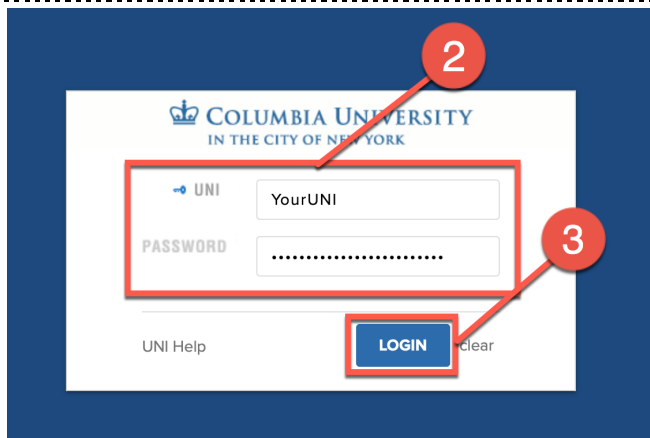 2
COLUMBIA UNIVERSITY
IN THE CITY OF NEW YORK
UNI
YourUNI
PASSWORD
3
UNI Help
LOGIN
clear